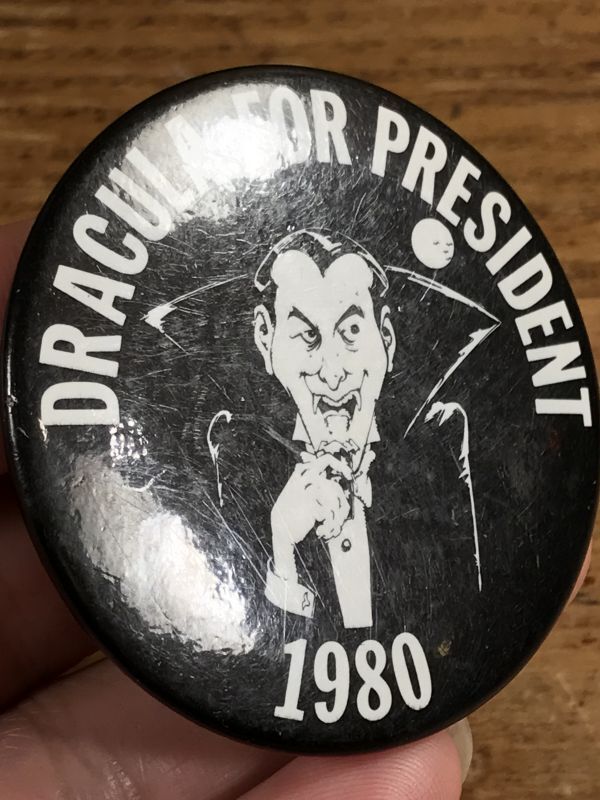 DRACULA FOR PRESIDENT
1980